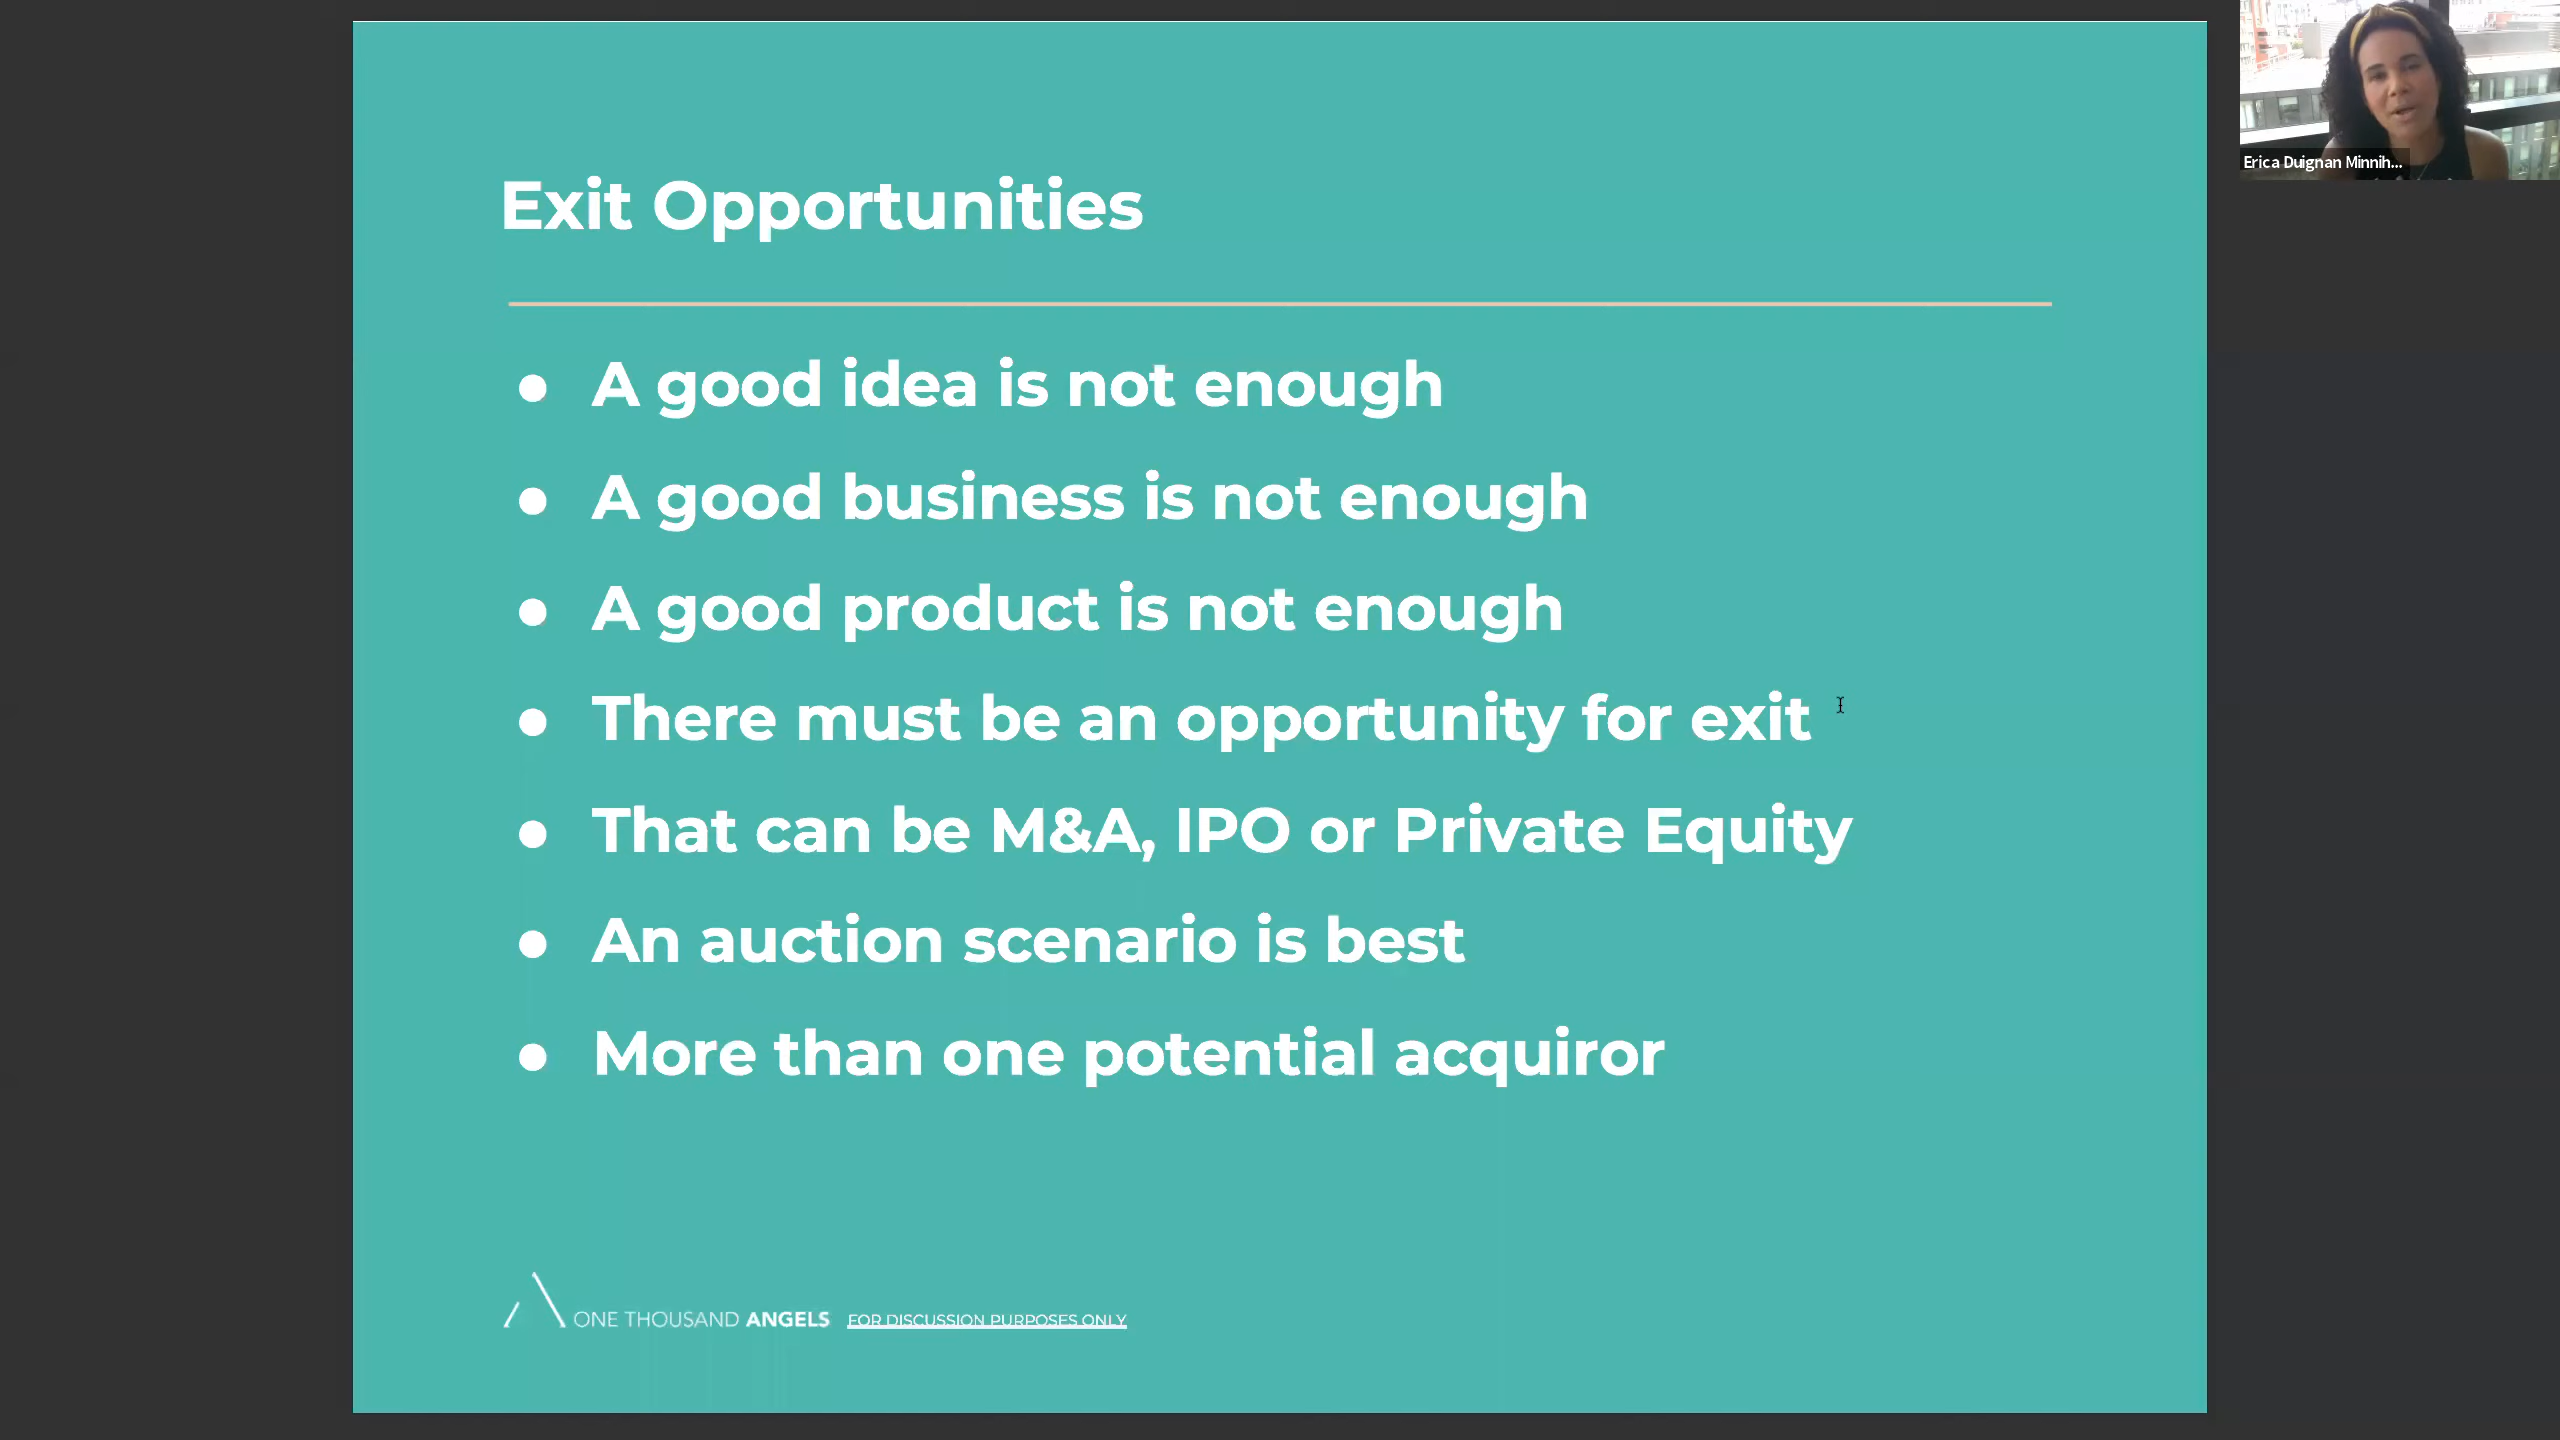 Exit Opportunities
● A good idea is not enough
● A good business is not enough
● A good product is not enough
● There must be an opportunity for exit
● That can be M&A, IPO or Private Equity
● An auction scenario is best
● More than one potential acquiror
ONE THOUSAND ANGELS FOR DISCUSSION PURPOSES ONLY
Erica Duignan Minnih...